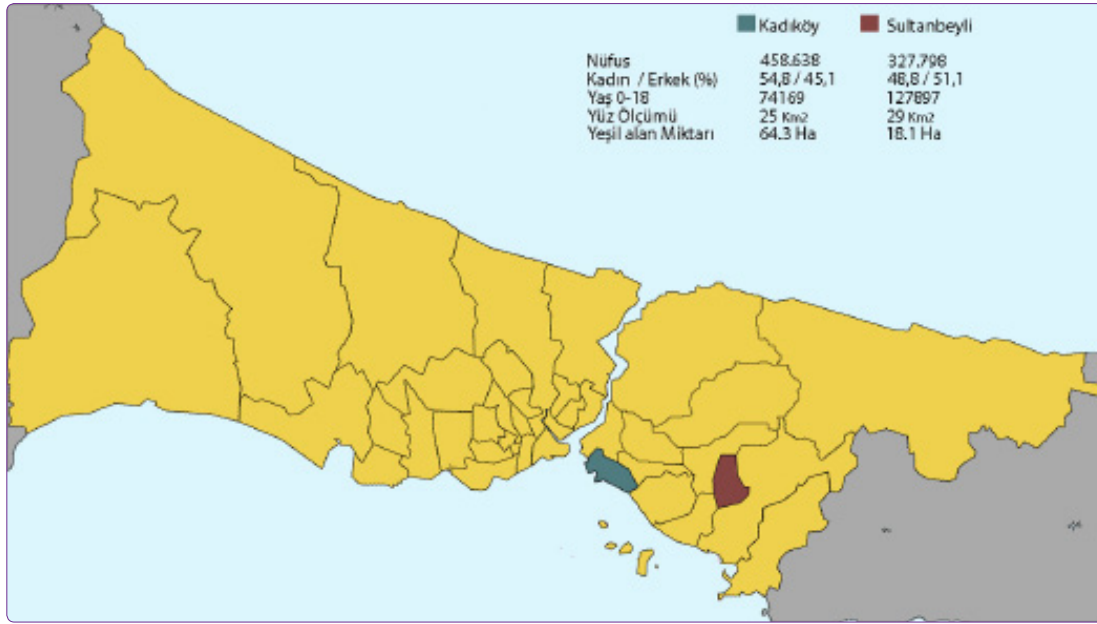 Kadıköy Sultanbeyli
Nüfus 458.638 327.798
Kadın / Erkek (%) 54,8 / 45,1 48,8 / 51,1
Yaş 0-18 74169 127897
Yüz Ölçümü 25 Km2 29 Km2
Yeşil alan Miktarı 64.3 Ha 18.1 Ha